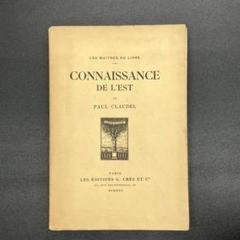 LES MAITRES DU LIVRE
CONNAISSANCE
DE L'EST
PAR
PAUL CLAUDEL
PARIS
LES ÉDITIONS G. CRÈS ET Cie